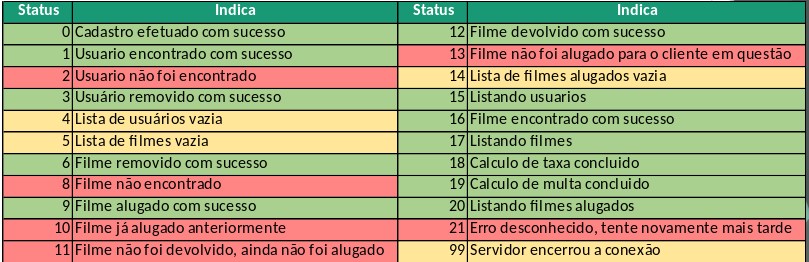 Status Indica Status Indica
0 Cadastro efetuado com sucesso 12 Filme devolvido com sucesso
1 Usuario encontrado com sucesso 13 Filme não foi alugado para o cliente em questão
2 Usuario não foi encontrado 14 Lista de filmes alugados vazia
3 Usuário removido com sucesso 15 Listando usuarios
4 Lista de usuários vazia 16 Filme encontrado com sucesso
5 Lista de filmes vazia 17 Listando filmes
6 Filme removido com sucesso 18 Calculo de taxa concluido
8 Filme não encontrado 19 Calculo de multa concluido
9 Filme alugado com sucesso 20 Listando filmes alugados
10 Filme já alugado anteriormente 21 Erro desconhecido, tente novamente mais tarde
11 Filme não foi devolvido, ainda não foi alugado 99 Servidor encerrou a conexão